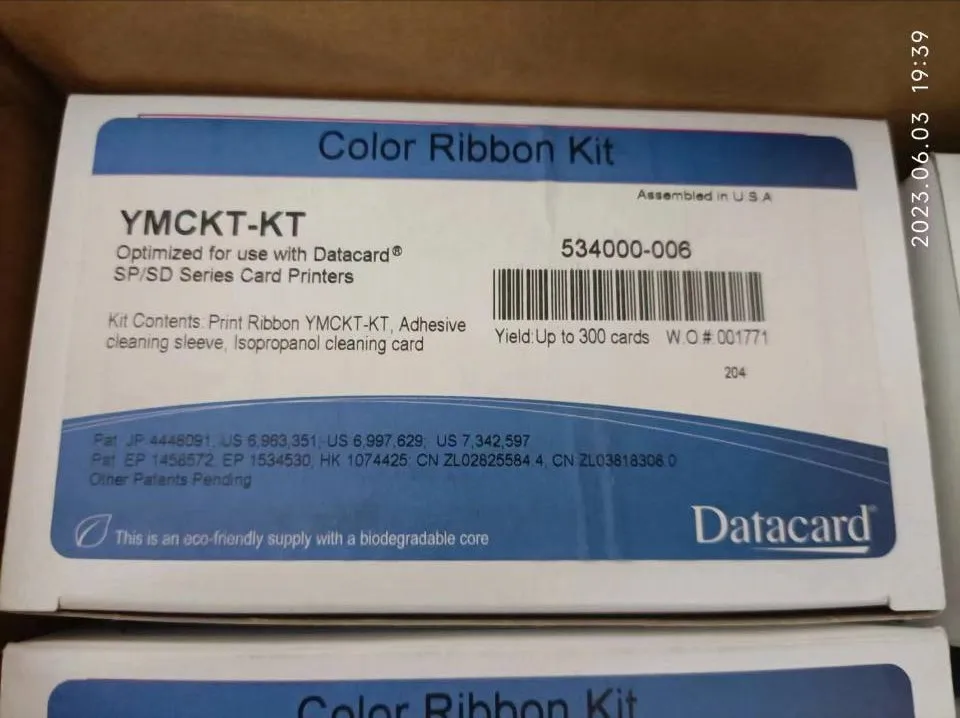 2023.06.03 19:39
Color Ribbon Kit
Assembled in U S A
YMCKT-KT
Optimized for use with Datacard®
SP/SD Series Card Printers
534000-006
Kit Contents: Print Ribbon YMCKT-KT, Adhesive
cleaning sleeve, Isopropanol cleaning card
Yield:Up to 300 cards W.O.#:001771
204
Pat JP 4448091, US 6,963,351, US 6,997,629; US 7,342,597
Pat EP 1458572, EP 1534530, HK 1074425; CN ZL02825584.4, CN ZL03818306.0
Other Patents Pending
This is an eco-friendly supply with a biodegradable core
Datacard
Color Ribbon Kit